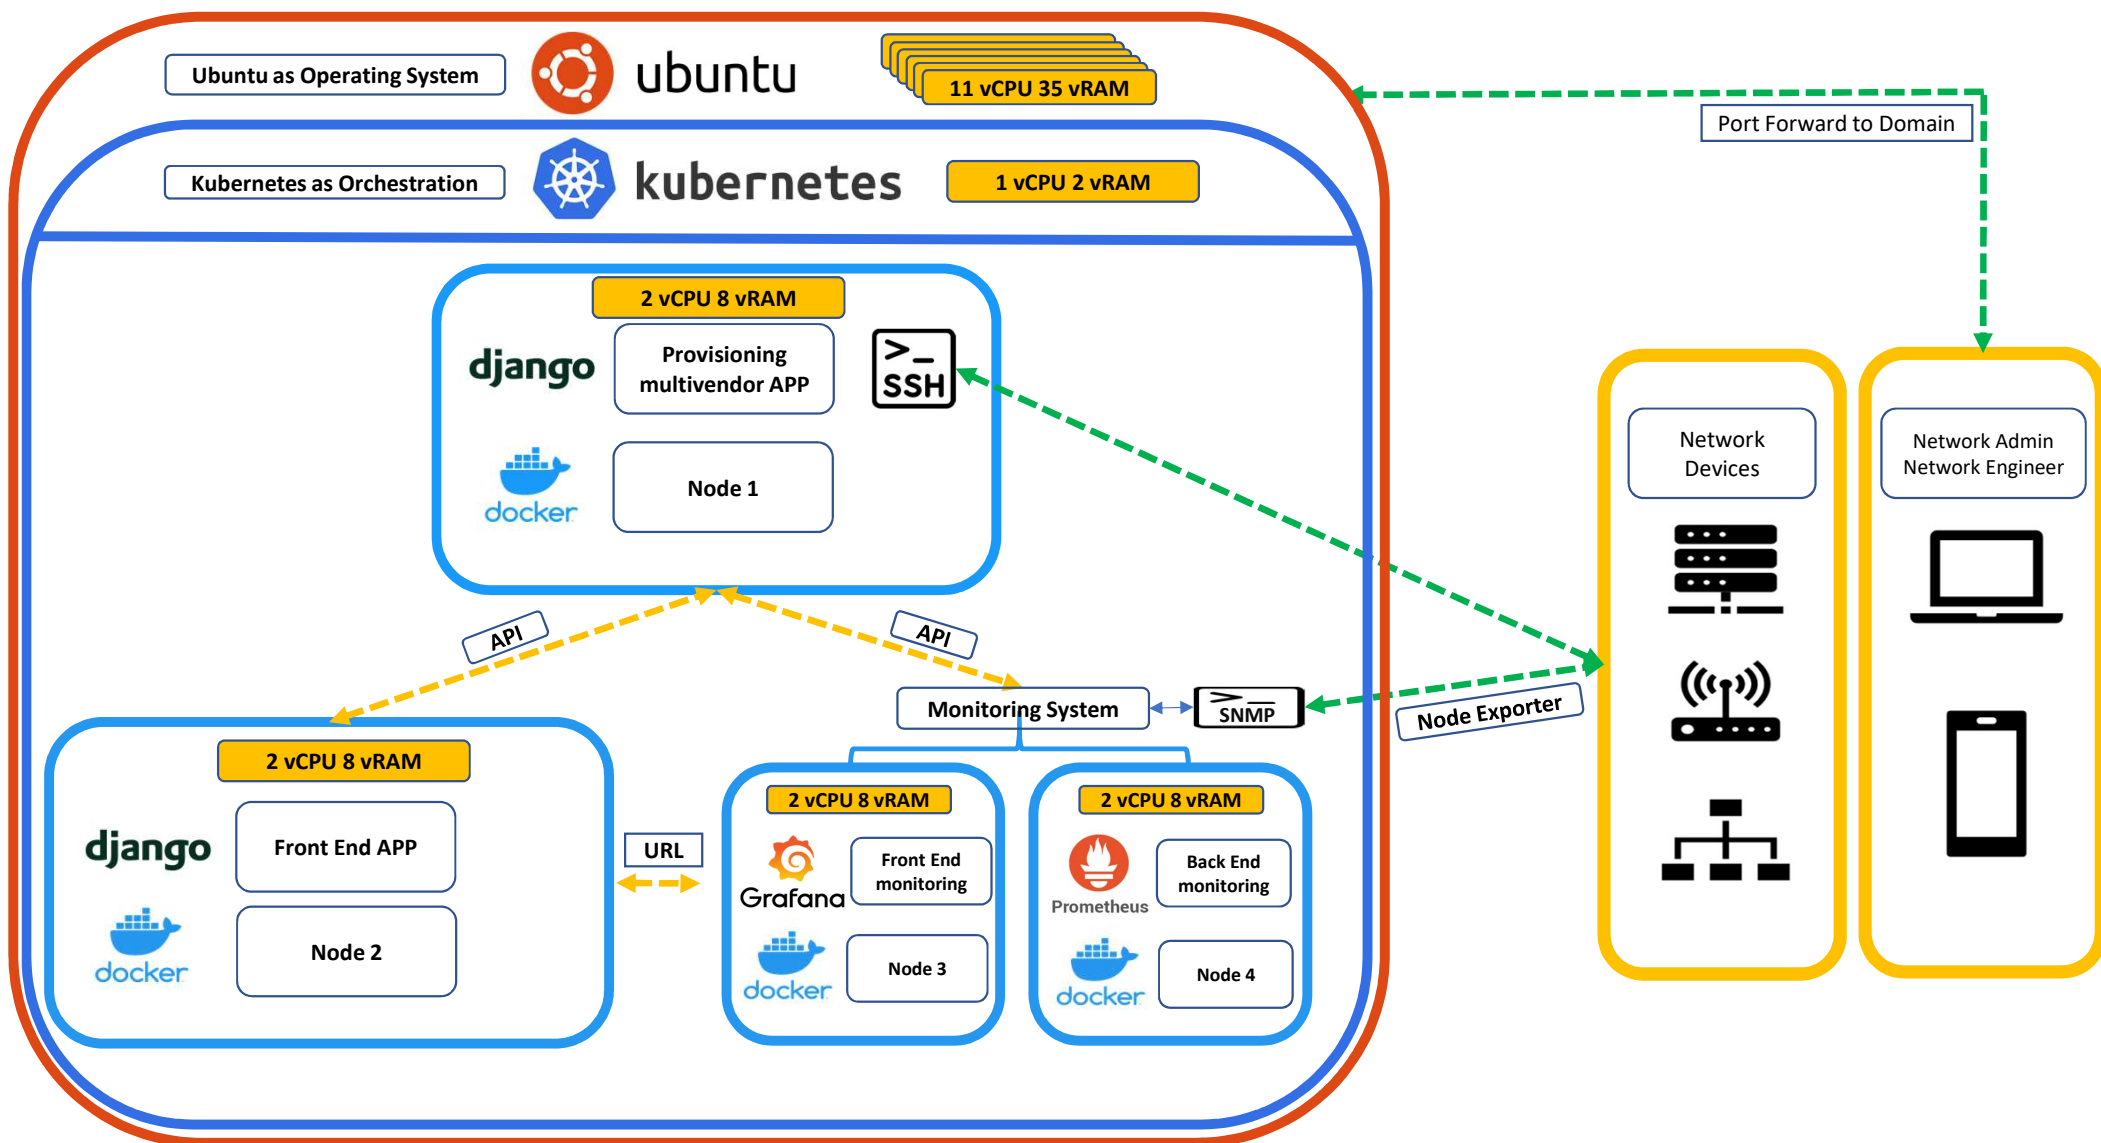 Ubuntu as Operating System
ubuntu
11 vCPU 35 vRAM
Port Forward to Domain
Kubernetes as Orchestration
kubernetes
1 vCPU 2 vRAM
2 vCPU 8 vRAM
django
Provisioning
multivendor APP
>_
SSH
docker
Node 1
Network
Devices
Network Admin
Network Engineer
API
API
Monitoring System
>_
SNMP
Node Exporter
2 vCPU 8 vRAM
django
Front End APP
docker
Node 2
URL
2 vCPU 8 vRAM
Grafana
Front End
monitoring
docker
Node 3
2 vCPU 8 vRAM
Prometheus
Back End
monitoring
docker
Node 4